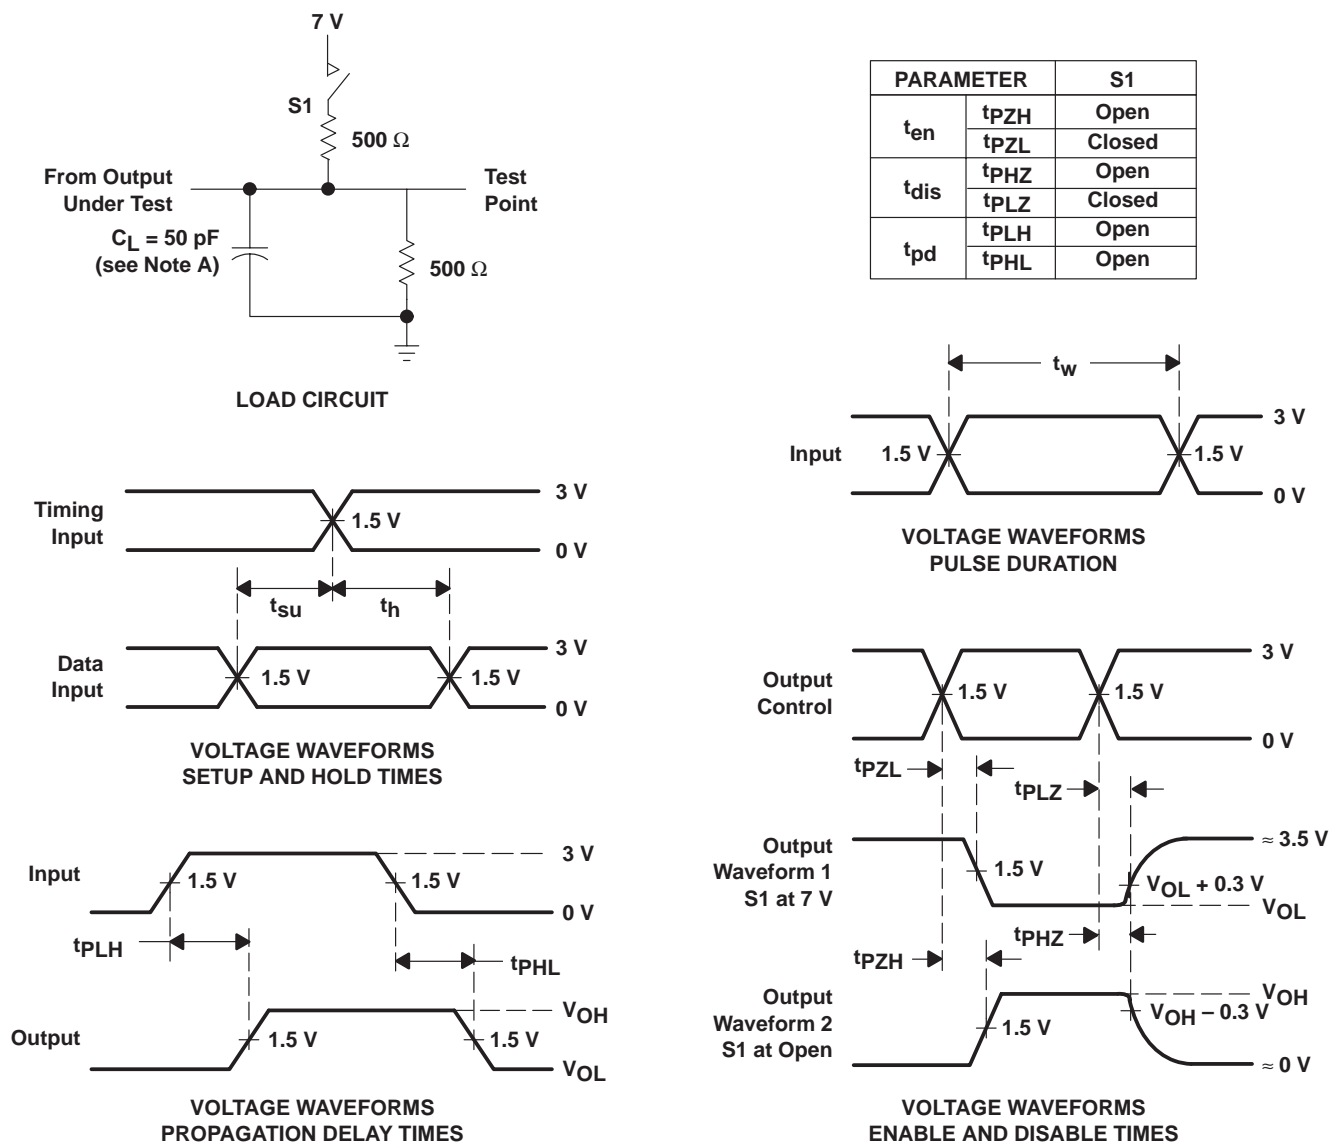 7 V
S1
500 Ω
From Output
Under Test
Test
Point
CL = 50 pF
(see Note A)
500 Ω
LOAD CIRCUIT
PARAMETER S1
ten tPZH Open
tPZL Closed
tdis tPHZ Open
tPLZ Closed
tpd tPLH Open
tPHL Open
tw
3 V
Input 1.5 V 1.5 V
0 V
VOLTAGE WAVEFORMS
PULSE DURATION
3 V
Timing
Input
1.5 V
0 V
tsu th
3 V
Data
Input
1.5 V 1.5 V
0 V
VOLTAGE WAVEFORMS
SETUP AND HOLD TIMES
3 V
Input 1.5 V 1.5 V
0 V
tPLH tPHL
VOH
Output 1.5 V 1.5 V
VOL
VOLTAGE WAVEFORMS
PROPAGATION DELAY TIMES
3 V
Output
Control
1.5 V 1.5 V
0 V
tPZL tPLZ
≈ 3.5 V
Output
Waveform 1
S1 at 7 V
1.5 V VOL + 0.3 V
VOL
tPZH tPHZ
VOH
Output
Waveform 2
S1 at Open
1.5 V VOH – 0.3 V
≈ 0 V
VOLTAGE WAVEFORMS
ENABLE AND DISABLE TIMES